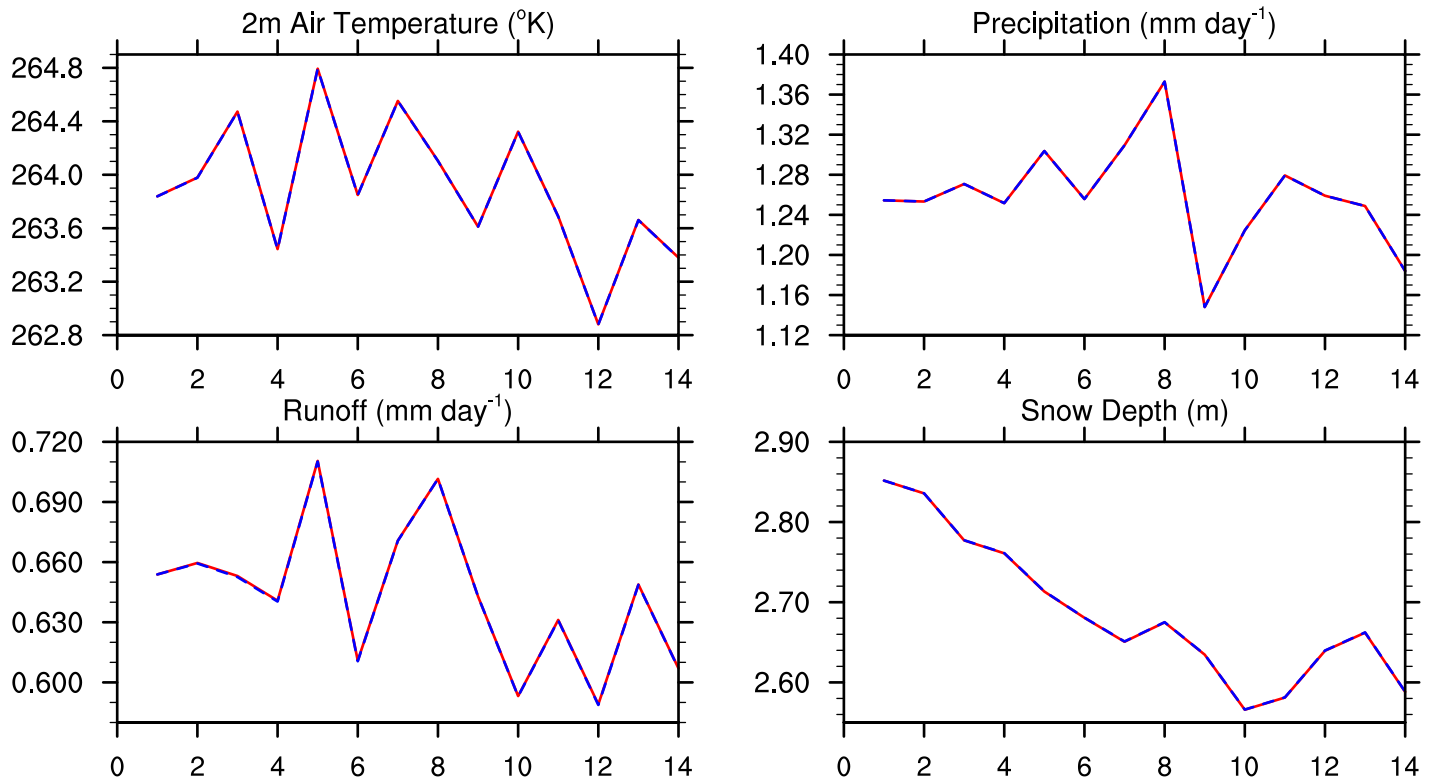 2m Air Temperature (°K)
264.8
264.4
264.0
263.6
263.2
262.8
0 2 4 6 8 10 12 14
Precipitation (mm day⁻¹)
1.40
1.36
1.32
1.28
1.24
1.20
1.16
1.12
0 2 4 6 8 10 12 14
Runoff (mm day⁻¹)
0.720
0.690
0.660
0.630
0.600
0 2 4 6 8 10 12 14
Snow Depth (m)
2.90
2.80
2.70
2.60
0 2 4 6 8 10 12 14